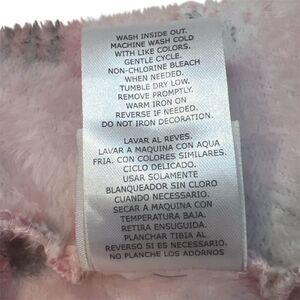 WASH INSIDE OUT.
MACHINE WASH COLD
WITH LIKE COLORS.
GENTLE CYCLE.
NON-CHLORINE BLEACH
WHEN NEEDED.
TUMBLE DRY LOW.
REMOVE PROMPTLY.
WARM IRON ON
REVERSE IF NEEDED.
DO NOT IRON DECORATION.
LAVAR AL REVES.
LAVAR A MAQUINA CON AQUA
FRIA. CON COLORES SIMILARES.
CICLO DELICADO.
USAR SOLAMENTE
BLANQUEADOR SIN CLORO
CUANDO NECESSARIO.
SECAR A MAQUINA CON
TEMPERATURA BAJA.
RETIRA ENSUGUIDA.
PLANCHAR TIBIA AL
REVERSO SI ES NECESSARIO.
NO PLANCHE LOS ADORNOS